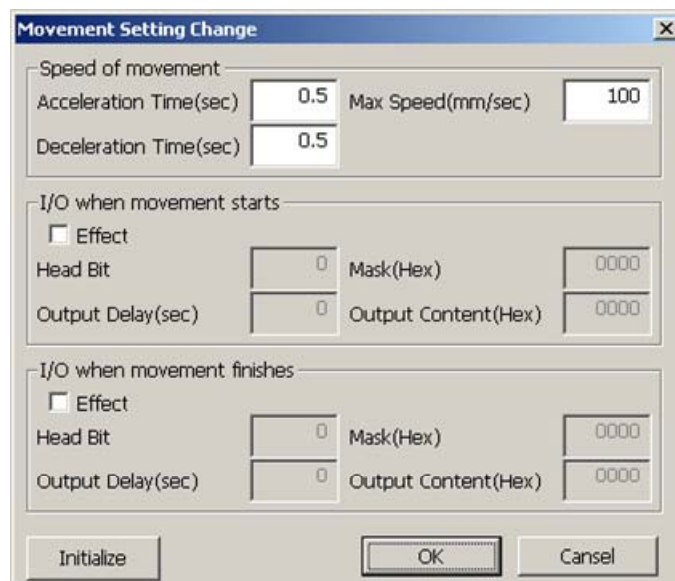 Movement Setting Change
Speed of movement
Acceleration Time(sec) 0.5 Max Speed(mm/sec) 100
Deceleration Time(sec) 0.5
I/O when movement starts
Effect
Head Bit 0 Mask(Hex) 0000
Output Delay(sec) 0 Output Content(Hex) 0000
I/O when movement finishes
Effect
Head Bit 0 Mask(Hex) 0000
Output Delay(sec) 0 Output Content(Hex) 0000
Initialize OK Cansel